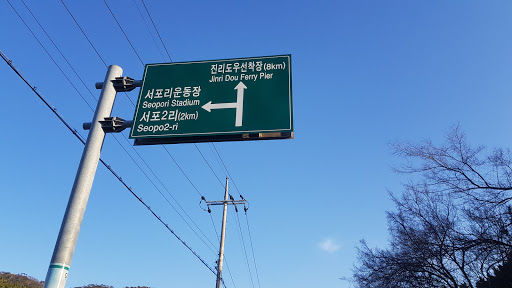 진리도우선착장(8km)
Jinri Dou Ferry Pier
서포리운동장
Seopori Stadium
서포2리(2km)
Seopo2-ri